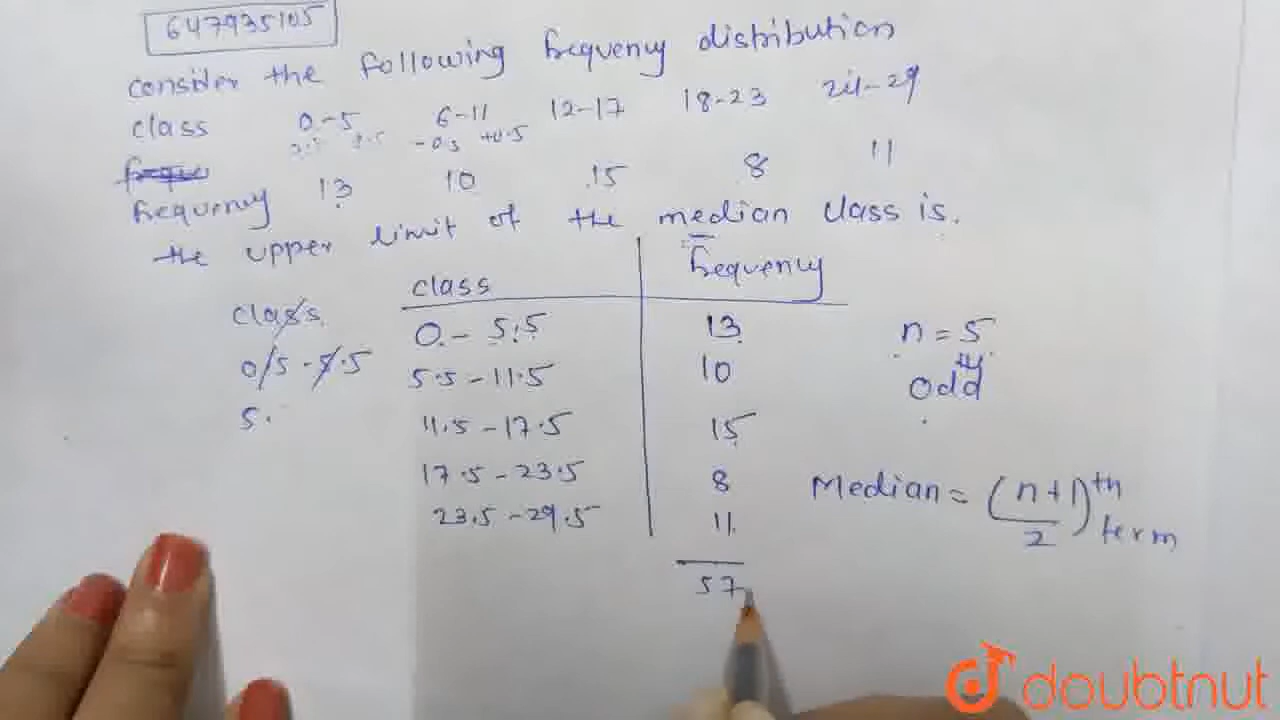 647935105
consider the following frequency distribution
class 0-5 6-11 12-17 18-23 24-29
-0.5 +0.5
frequency 13 10 15 8 11
the upper limit of the median class is.
class frequency
class
0-5.5 13
0/5-5.5
5.5-11.5 10
5.
11.5-17.5 15
17.5-23.5 8
23.5-29.5 11
57
n=5
odd
Median = (n+1/2)th term
doubtnut